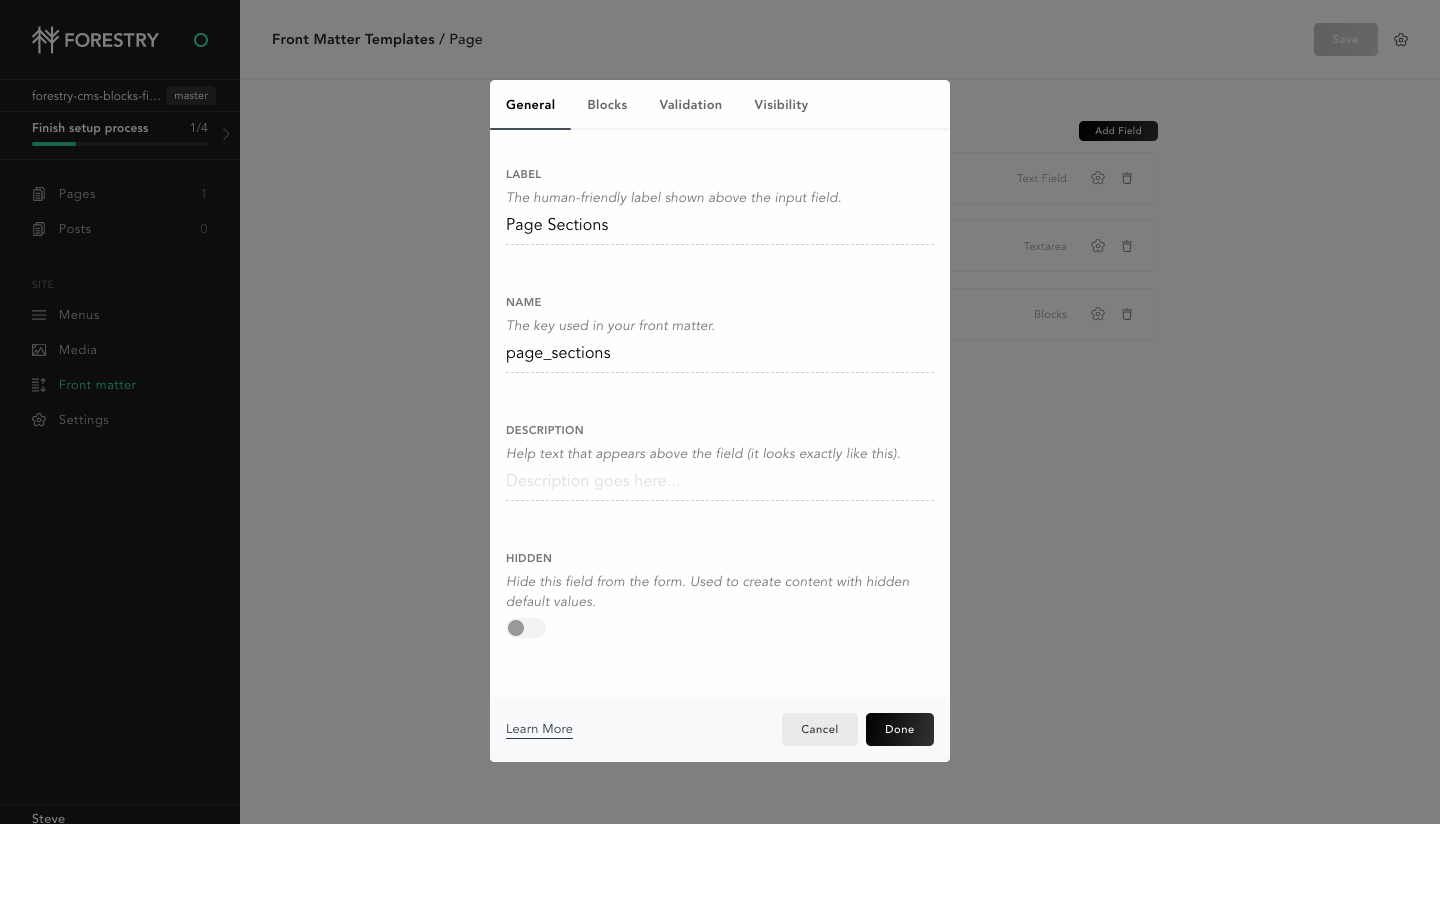 FORESTRY
forestry-cms-blocks-fi... master
Finish setup process 1/4
Pages 1
Posts 0
SITE
Menus
Media
Front matter
Settings
Steve
Front Matter Templates / Page
Save
Add Field
Text Field
Textarea
Blocks
General Blocks Validation Visibility
LABEL
The human-friendly label shown above the input field.
Page Sections
NAME
The key used in your front matter.
page_sections
DESCRIPTION
Help text that appears above the field (it looks exactly like this).
Description goes here...
HIDDEN
Hide this field from the form. Used to create content with hidden
default values.
Learn More Cancel Done